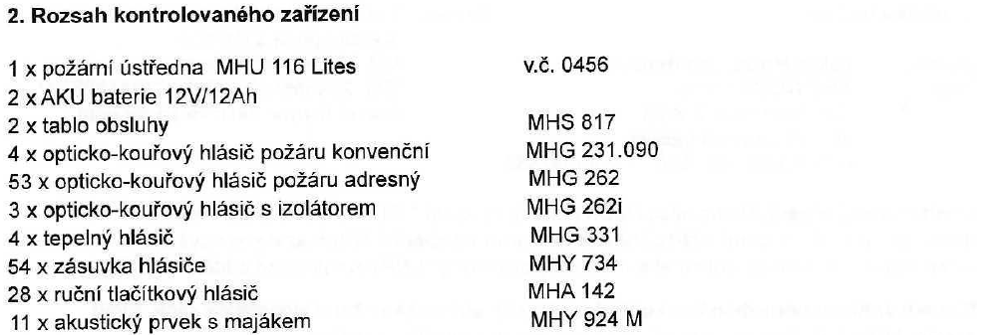 2. Rozsah kontrolovaného zařízení
1 x požární ústředna MHU 116 Lites v.č. 0456
2 x AKU baterie 12V/12Ah
2 x tablo obsluhy MHS 817
4 x opticko-kouřový hlásič požáru konvenční MHG 231.090
53 x opticko-kouřový hlásič požáru adresný MHG 262
3 x opticko-kouřový hlásič s izolátorem MHG 262i
4 x tepelný hlásič MHG 331
54 x zásuvka hlásiče MHY 734
28 x ruční tlačítkový hlásič MHA 142
11 x akustický prvek s majákem MHY 924 M